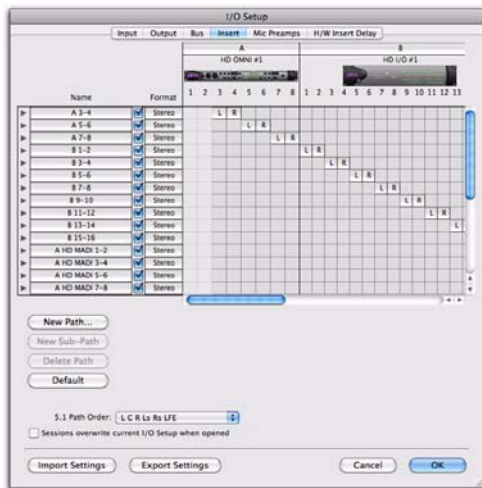 I/O Setup
Input Output Bus Insert Mic Preamps H/W Insert Delay
A B
HD OMNI #1 HD I/O #1
Name Format 1 2 3 4 5 6 7 8 1 2 3 4 5 6 7 8 9 10 11 12 13
A 3-4 Stereo L R
A 5-6 Stereo L R
A 7-8 Stereo L R
B 1-2 Stereo L R
B 3-4 Stereo L R
B 5-6 Stereo L R
B 7-8 Stereo L R
B 9-10 Stereo L R
B 11-12 Stereo L R
B 13-14 Stereo L
B 15-16 Stereo
A HD MADI 1-2 Stereo
A HD MADI 3-4 Stereo
A HD MADI 5-6 Stereo
A HD MADI 7-8 Stereo
New Path...
New Sub-Path
Delete Path
Default
5.1 Path Order: L C R Ls Rs LFE
Sessions overwrite current I/O Setup when opened
Import Settings Export Settings Cancel OK